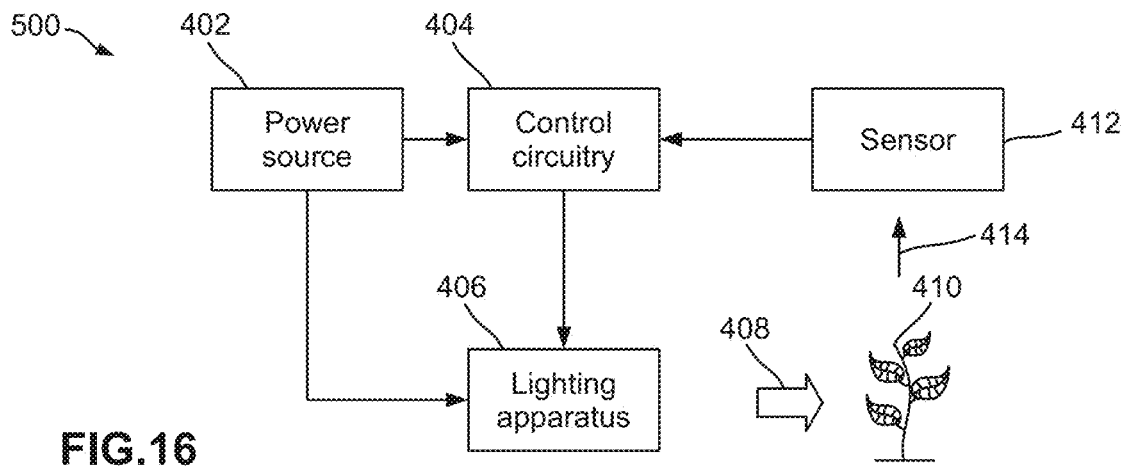 500
402
404
Power
source
Control
circuitry
Sensor
412
414
406
408
410
Lighting
apparatus
FIG.16